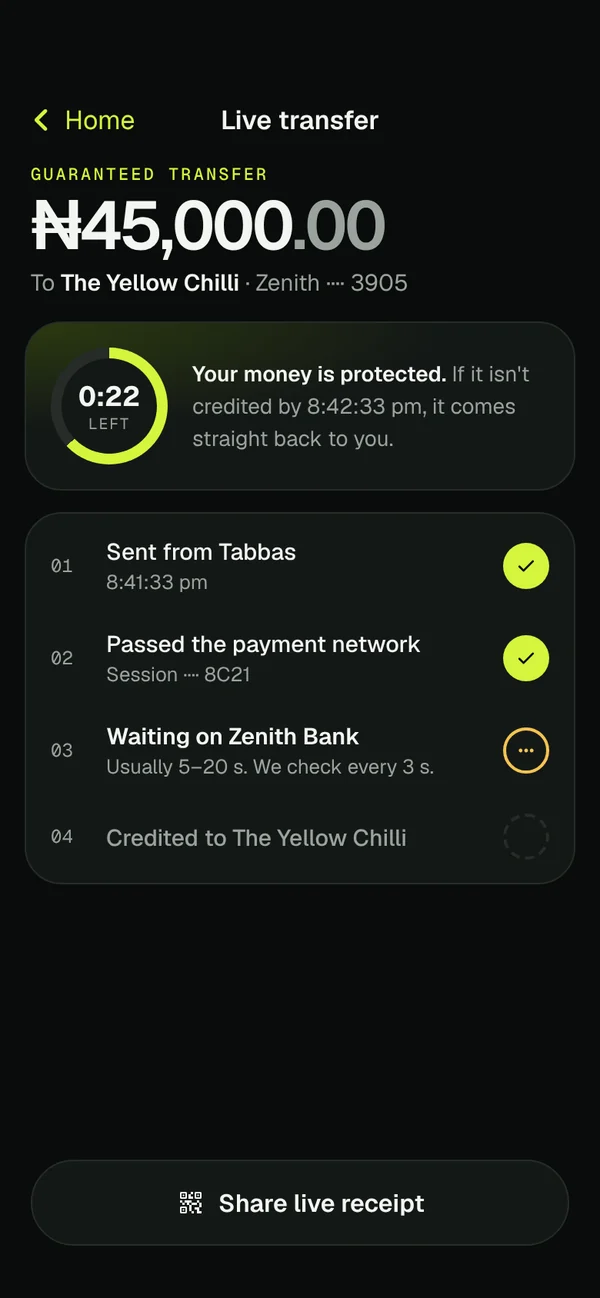 Home
Live transfer
GUARANTEED TRANSFER
₦45,000.00
To The Yellow Chilli · Zenith ···· 3905
0:22
LEFT
Your money is protected. If it isn't
credited by 8:42:33 pm, it comes
straight back to you.
01
Sent from Tabbas
8:41:33 pm
02
Passed the payment network
Session ···· 8C21
03
Waiting on Zenith Bank
Usually 5–20 s. We check every 3 s.
04
Credited to The Yellow Chilli
Share live receipt